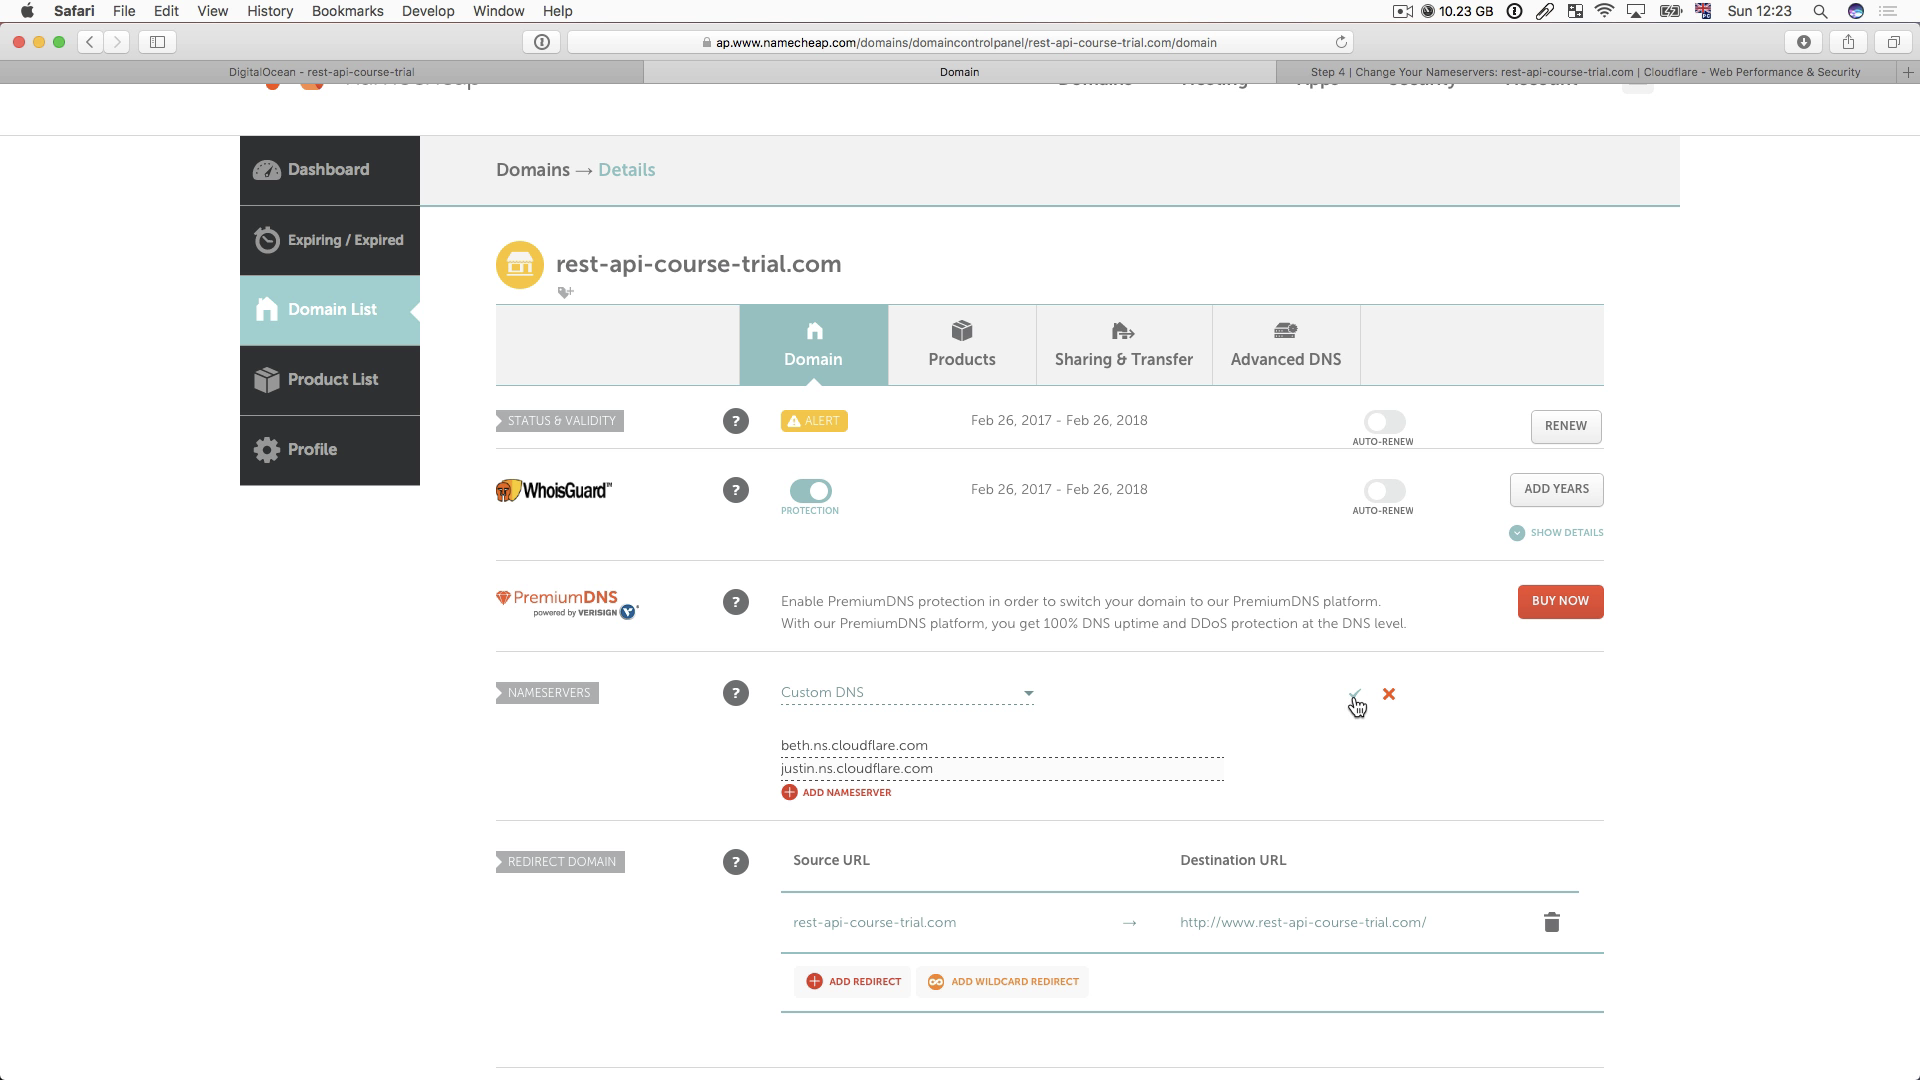 Safari File Edit View History Bookmarks Develop Window Help 10.23 GB Sun 12:23
ap.www.namecheap.com/domains/domaincontrolpanel/rest-api-course-trial.com/domain
DigitalOcean - rest-api-course-trial Domain Step 4 | Change Your Nameservers: rest-api-course-trial.com | Cloudflare - Web Performance & Security
namecheap Domains Hosting Apps Security Account
Dashboard
Expiring / Expired
Domain List
Product List
Profile
Domains → Details
rest-api-course-trial.com
Domain Products Sharing & Transfer Advanced DNS
STATUS & VALIDITY ? ALERT Feb 26, 2017 - Feb 26, 2018 AUTO-RENEW RENEW
WhoisGuard™ ? PROTECTION Feb 26, 2017 - Feb 26, 2018 AUTO-RENEW ADD YEARS
SHOW DETAILS
PremiumDNS
powered by VERISIGN
? Enable PremiumDNS protection in order to switch your domain to our PremiumDNS platform.
With our PremiumDNS platform, you get 100% DNS uptime and DDoS protection at the DNS level.
BUY NOW
NAMESERVERS ? Custom DNS
beth.ns.cloudflare.com
justin.ns.cloudflare.com
ADD NAMESERVER
REDIRECT DOMAIN ? Source URL Destination URL
rest-api-course-trial.com → http://www.rest-api-course-trial.com/
ADD REDIRECT ADD WILDCARD REDIRECT